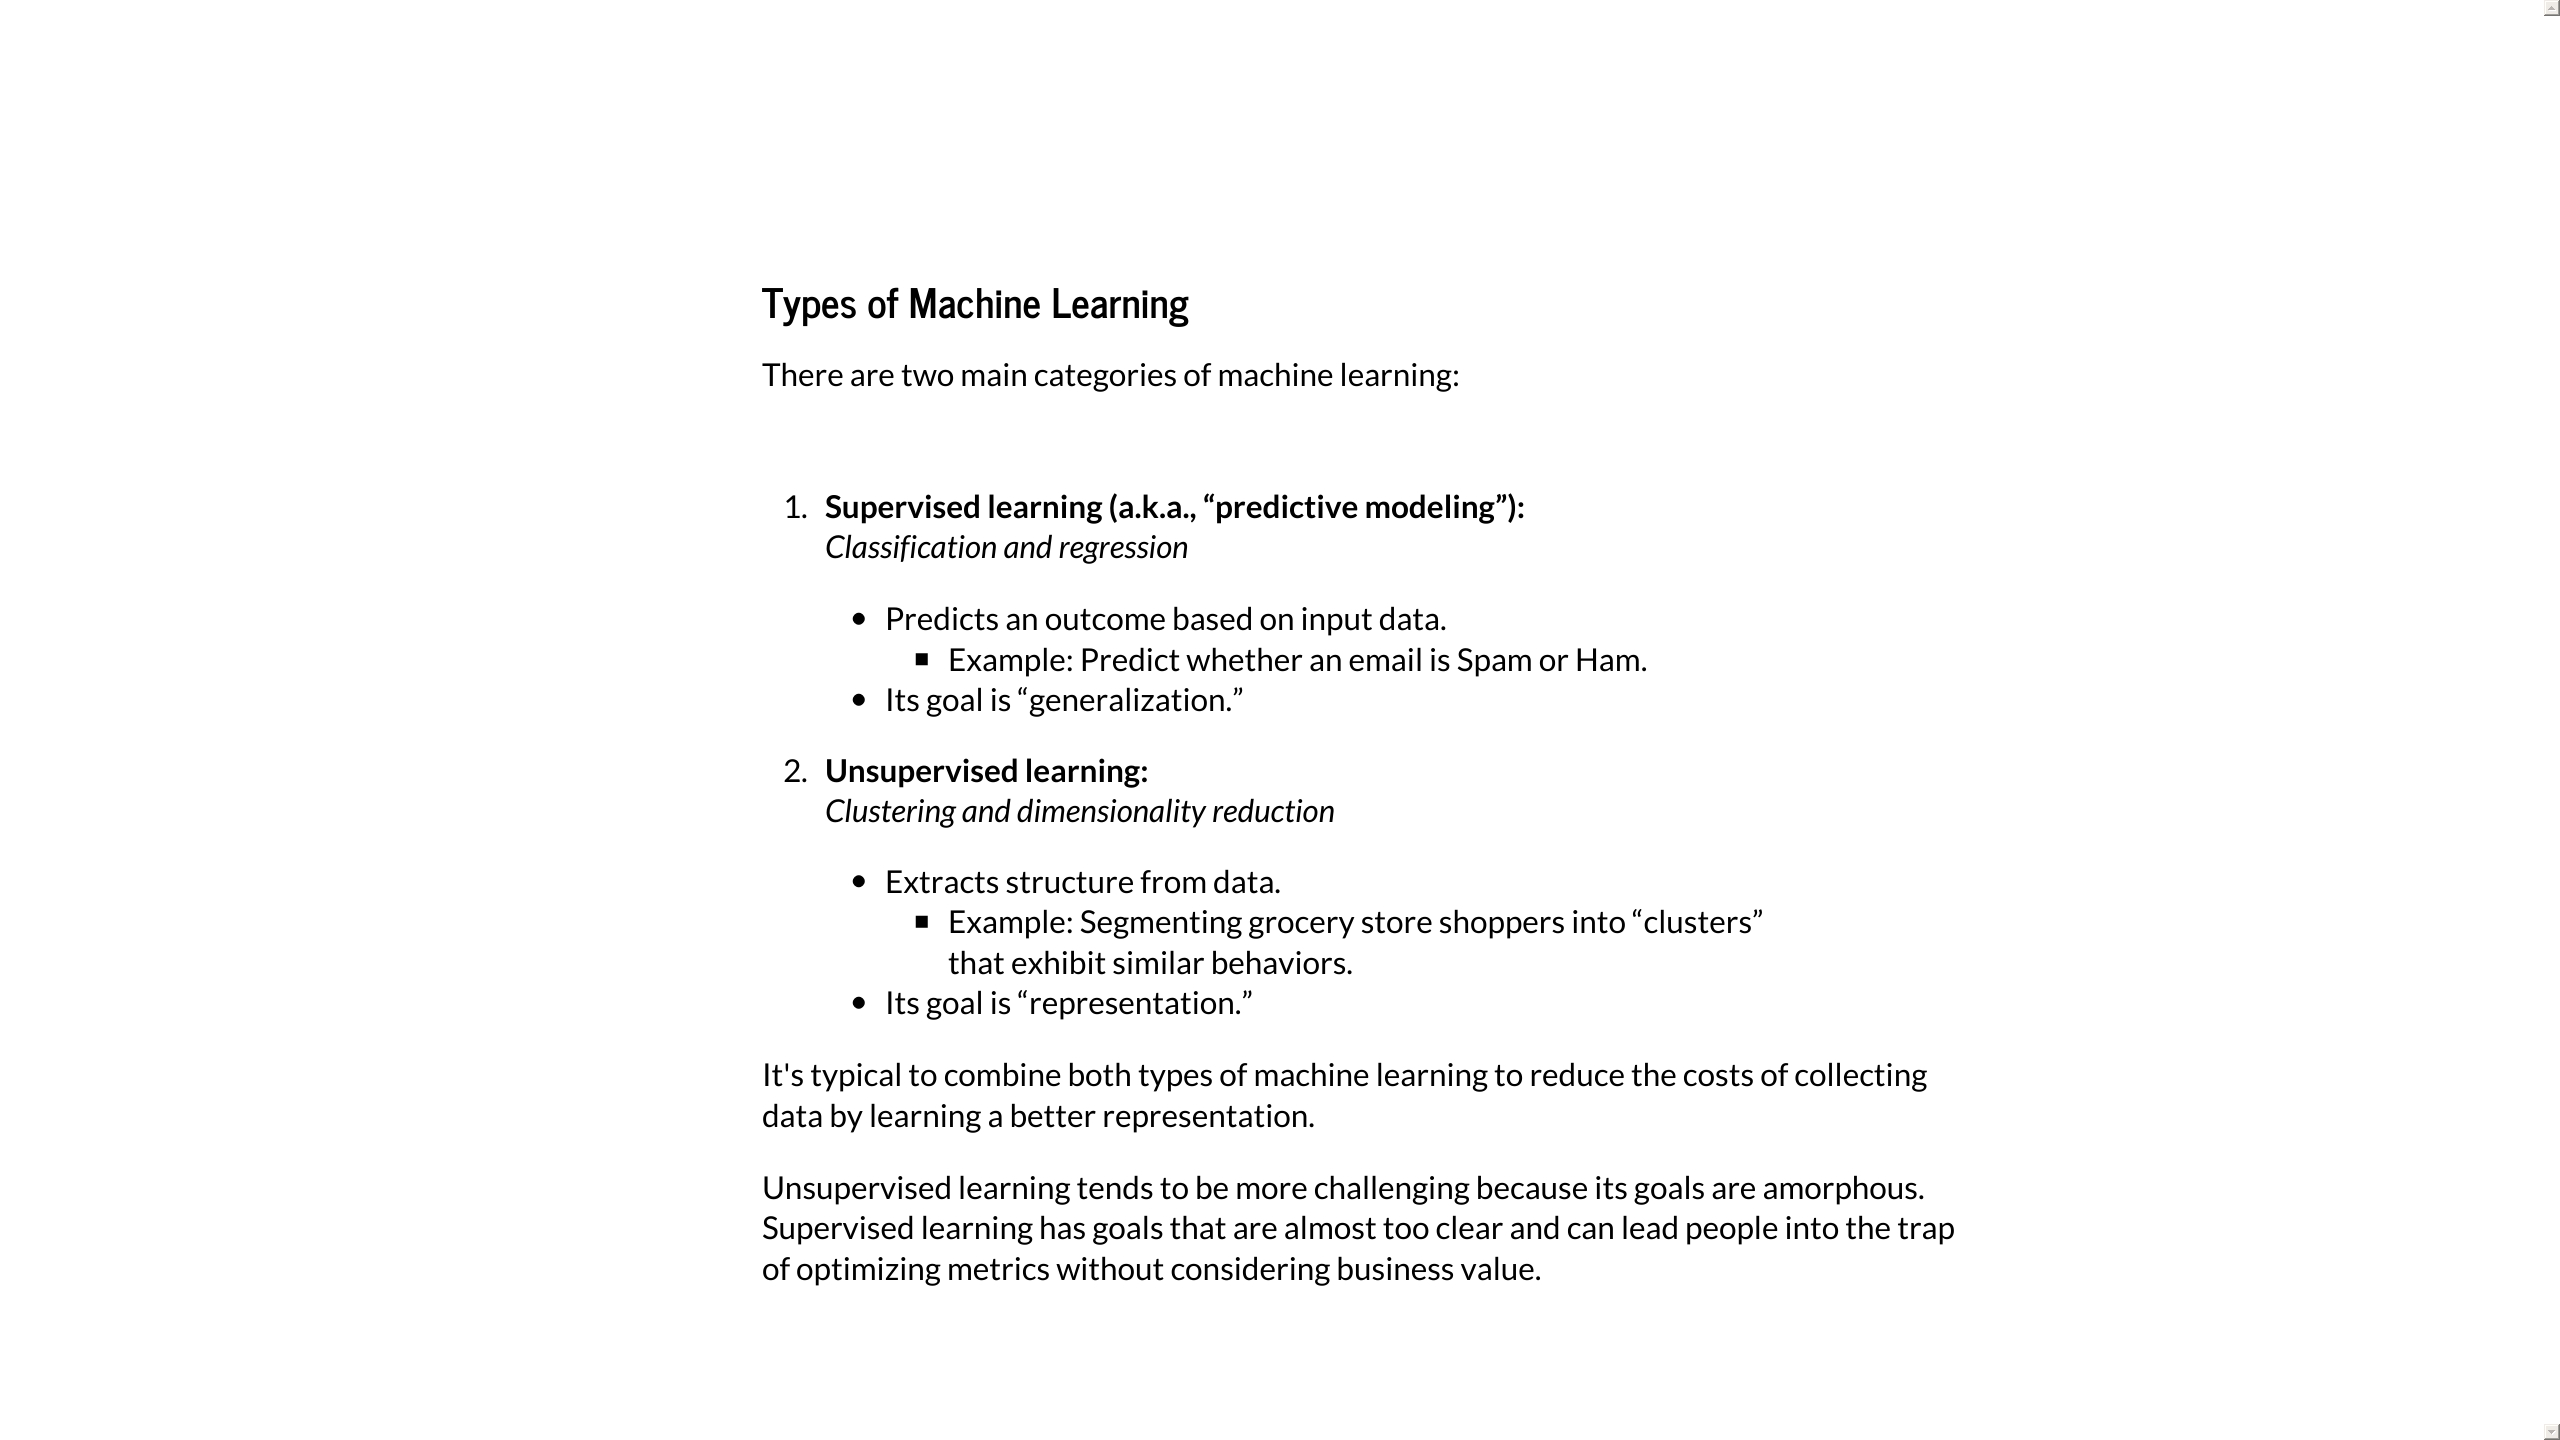 Types of Machine Learning
There are two main categories of machine learning:
1. Supervised learning (a.k.a., “predictive modeling”):
Classification and regression
● Predicts an outcome based on input data.
■ Example: Predict whether an email is Spam or Ham.
● Its goal is “generalization.”
2. Unsupervised learning:
Clustering and dimensionality reduction
● Extracts structure from data.
■ Example: Segmenting grocery store shoppers into “clusters”
that exhibit similar behaviors.
● Its goal is “representation.”
It's typical to combine both types of machine learning to reduce the costs of collecting
data by learning a better representation.
Unsupervised learning tends to be more challenging because its goals are amorphous.
Supervised learning has goals that are almost too clear and can lead people into the trap
of optimizing metrics without considering business value.